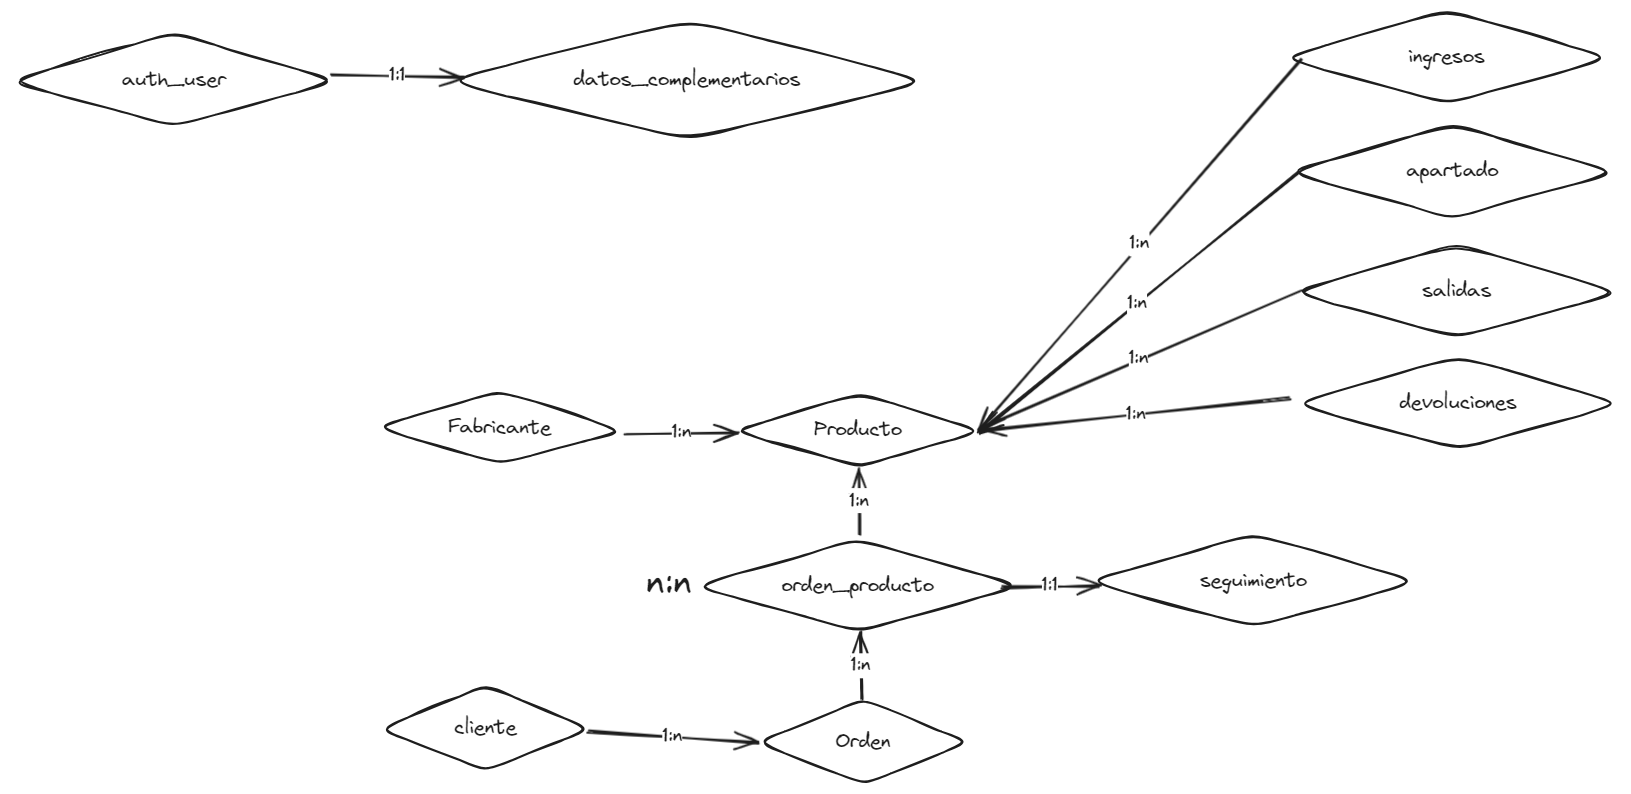 auth_user
1:1
datos_complementarios
ingresos
apartado
1:n
salidas
1:n
1:n
devoluciones
1:n
Fabricante
1:n
Producto
1:n
n:n
orden_producto
1:1
seguimiento
1:n
cliente
1:n
Orden